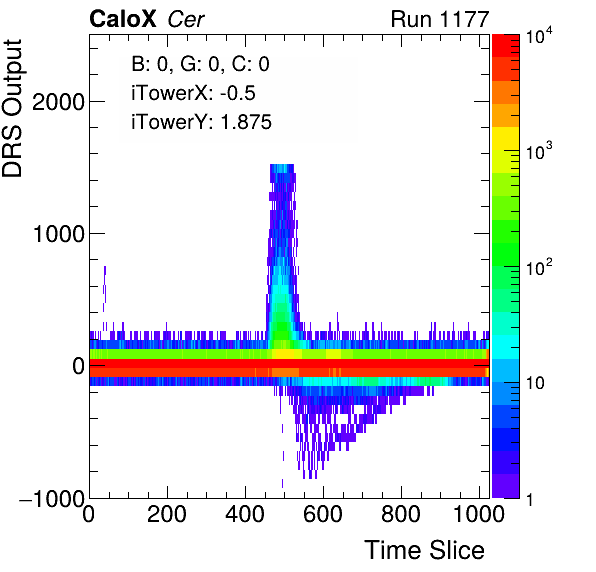 CaloX Cer Run 1177
DRS Output
B: 0, G: 0, C: 0
iTowerX: -0.5
iTowerY: 1.875
2000
1000
0
−1000
0 200 400 600 800 1000
Time Slice
10^4
10^3
10^2
10
1